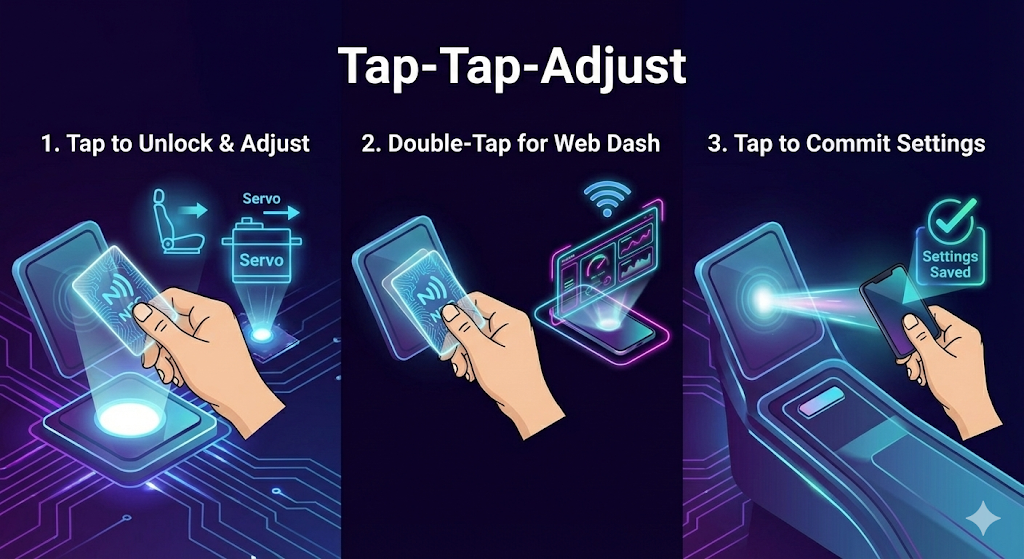 Tap-Tap-Adjust
1. Tap to Unlock & Adjust
2. Double-Tap for Web Dash
3. Tap to Commit Settings
Servo
Servo
Settings
Saved